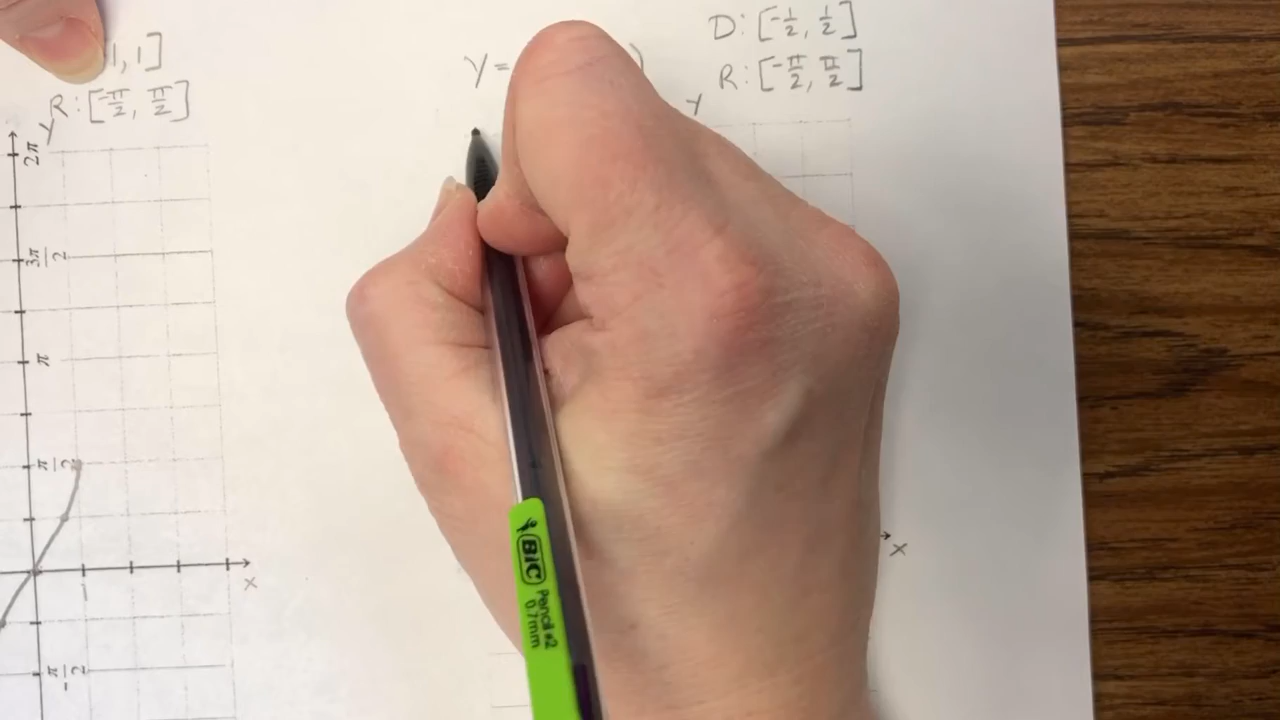 1, 1]
R: [-π/2, π/2]
y
2π
3π/2
π
π/2
1
x
-π/2
y =
)
D: [-1/2, 1/2]
R: [-π/2, π/2]
y
x
BIC
Pencil #2
0.7mm